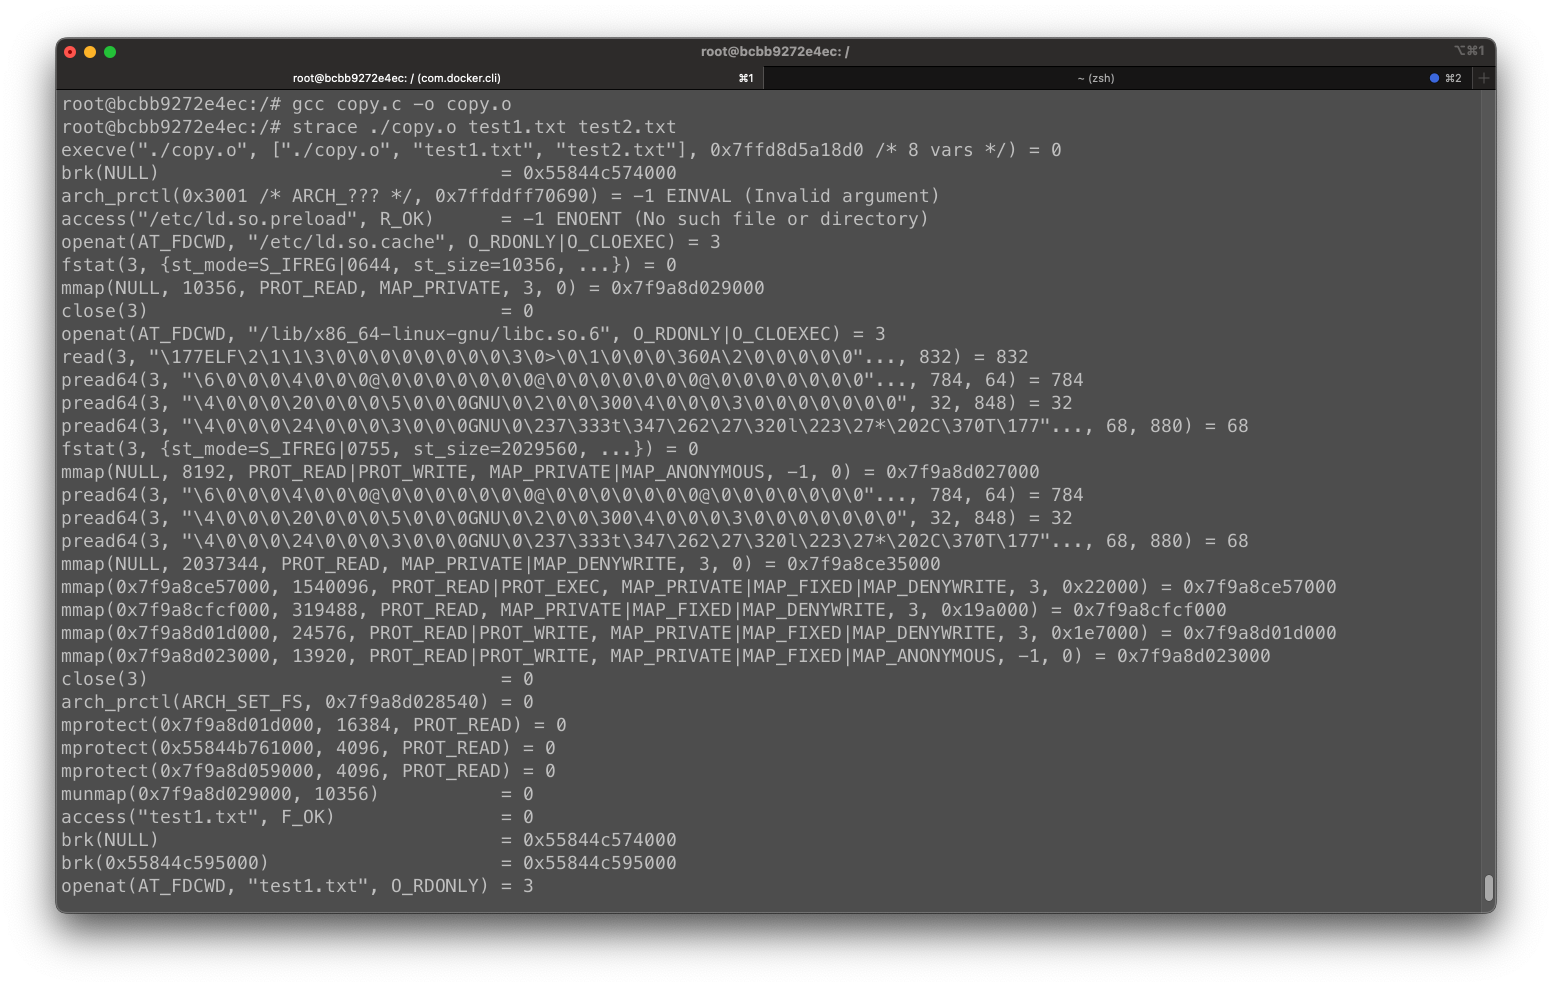 root@bcbb9272e4ec: /
⌥⌘1
root@bcbb9272e4ec: / (com.docker.cli) ⌘1
~ (zsh) ⌘2 +
root@bcbb9272e4ec:/# gcc copy.c -o copy.o
root@bcbb9272e4ec:/# strace ./copy.o test1.txt test2.txt
execve("./copy.o", ["./copy.o", "test1.txt", "test2.txt"], 0x7ffd8d5a18d0 /* 8 vars */) = 0
brk(NULL)                               = 0x55844c574000
arch_prctl(0x3001 /* ARCH_??? */, 0x7ffddff70690) = -1 EINVAL (Invalid argument)
access("/etc/ld.so.preload", R_OK)      = -1 ENOENT (No such file or directory)
openat(AT_FDCWD, "/etc/ld.so.cache", O_RDONLY|O_CLOEXEC) = 3
fstat(3, {st_mode=S_IFREG|0644, st_size=10356, ...}) = 0
mmap(NULL, 10356, PROT_READ, MAP_PRIVATE, 3, 0) = 0x7f9a8d029000
close(3)                                = 0
openat(AT_FDCWD, "/lib/x86_64-linux-gnu/libc.so.6", O_RDONLY|O_CLOEXEC) = 3
read(3, "\177ELF\2\1\1\3\0\0\0\0\0\0\0\0\3\0>\0\1\0\0\0\360A\2\0\0\0\0\0"..., 832) = 832
pread64(3, "\6\0\0\0\4\0\0\0@\0\0\0\0\0\0\0@\0\0\0\0\0\0\0@\0\0\0\0\0\0\0"..., 784, 64) = 784
pread64(3, "\4\0\0\0\20\0\0\0\5\0\0\0GNU\0\2\0\0\300\4\0\0\0\3\0\0\0\0\0\0\0", 32, 848) = 32
pread64(3, "\4\0\0\0\24\0\0\0\3\0\0\0GNU\0\237\333t\347\262\27\320l\223\27*\202C\370T\177"..., 68, 880) = 68
fstat(3, {st_mode=S_IFREG|0755, st_size=2029560, ...}) = 0
mmap(NULL, 8192, PROT_READ|PROT_WRITE, MAP_PRIVATE|MAP_ANONYMOUS, -1, 0) = 0x7f9a8d027000
pread64(3, "\6\0\0\0\4\0\0\0@\0\0\0\0\0\0\0@\0\0\0\0\0\0\0@\0\0\0\0\0\0\0"..., 784, 64) = 784
pread64(3, "\4\0\0\0\20\0\0\0\5\0\0\0GNU\0\2\0\0\300\4\0\0\0\3\0\0\0\0\0\0\0", 32, 848) = 32
pread64(3, "\4\0\0\0\24\0\0\0\3\0\0\0GNU\0\237\333t\347\262\27\320l\223\27*\202C\370T\177"..., 68, 880) = 68
mmap(NULL, 2037344, PROT_READ, MAP_PRIVATE|MAP_DENYWRITE, 3, 0) = 0x7f9a8ce35000
mmap(0x7f9a8ce57000, 1540096, PROT_READ|PROT_EXEC, MAP_PRIVATE|MAP_FIXED|MAP_DENYWRITE, 3, 0x22000) = 0x7f9a8ce57000
mmap(0x7f9a8cfcf000, 319488, PROT_READ, MAP_PRIVATE|MAP_FIXED|MAP_DENYWRITE, 3, 0x19a000) = 0x7f9a8cfcf000
mmap(0x7f9a8d01d000, 24576, PROT_READ|PROT_WRITE, MAP_PRIVATE|MAP_FIXED|MAP_DENYWRITE, 3, 0x1e7000) = 0x7f9a8d01d000
mmap(0x7f9a8d023000, 13920, PROT_READ|PROT_WRITE, MAP_PRIVATE|MAP_FIXED|MAP_ANONYMOUS, -1, 0) = 0x7f9a8d023000
close(3)                                = 0
arch_prctl(ARCH_SET_FS, 0x7f9a8d028540) = 0
mprotect(0x7f9a8d01d000, 16384, PROT_READ) = 0
mprotect(0x55844b761000, 4096, PROT_READ) = 0
mprotect(0x7f9a8d059000, 4096, PROT_READ) = 0
munmap(0x7f9a8d029000, 10356)           = 0
access("test1.txt", F_OK)               = 0
brk(NULL)                               = 0x55844c574000
brk(0x55844c595000)                     = 0x55844c595000
openat(AT_FDCWD, "test1.txt", O_RDONLY) = 3